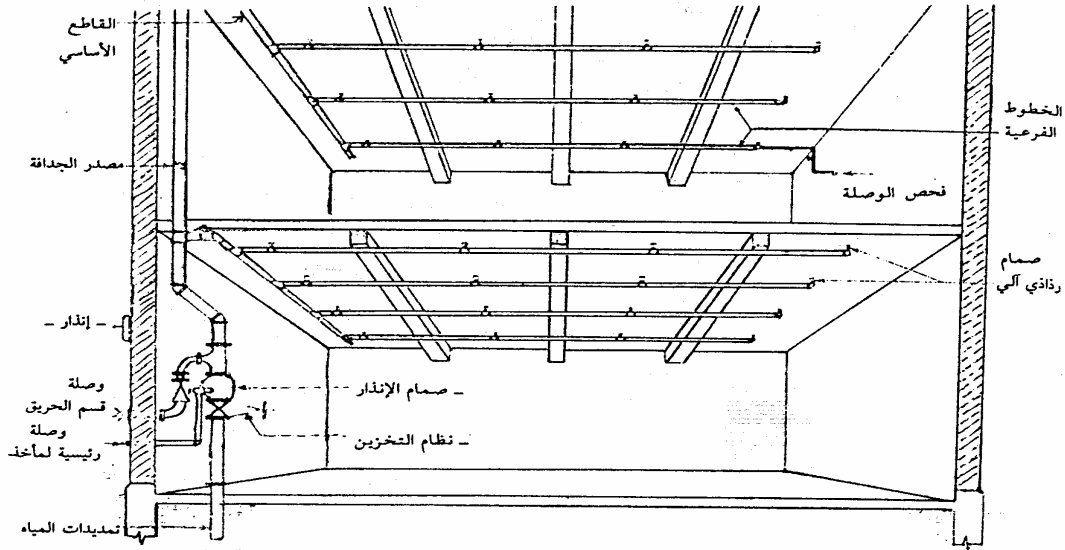 القاطع
الأساسي
الخطوط
الفرعية
مصدر الجدافة
فحص الوصلة
صمام
رذاذي آلي
– إنذار –
وصلة
قسم الحريق
– صمام الإنذار
وصلة
رئيسية لمأخذ
– نظام التخزين
تمديدات المياه